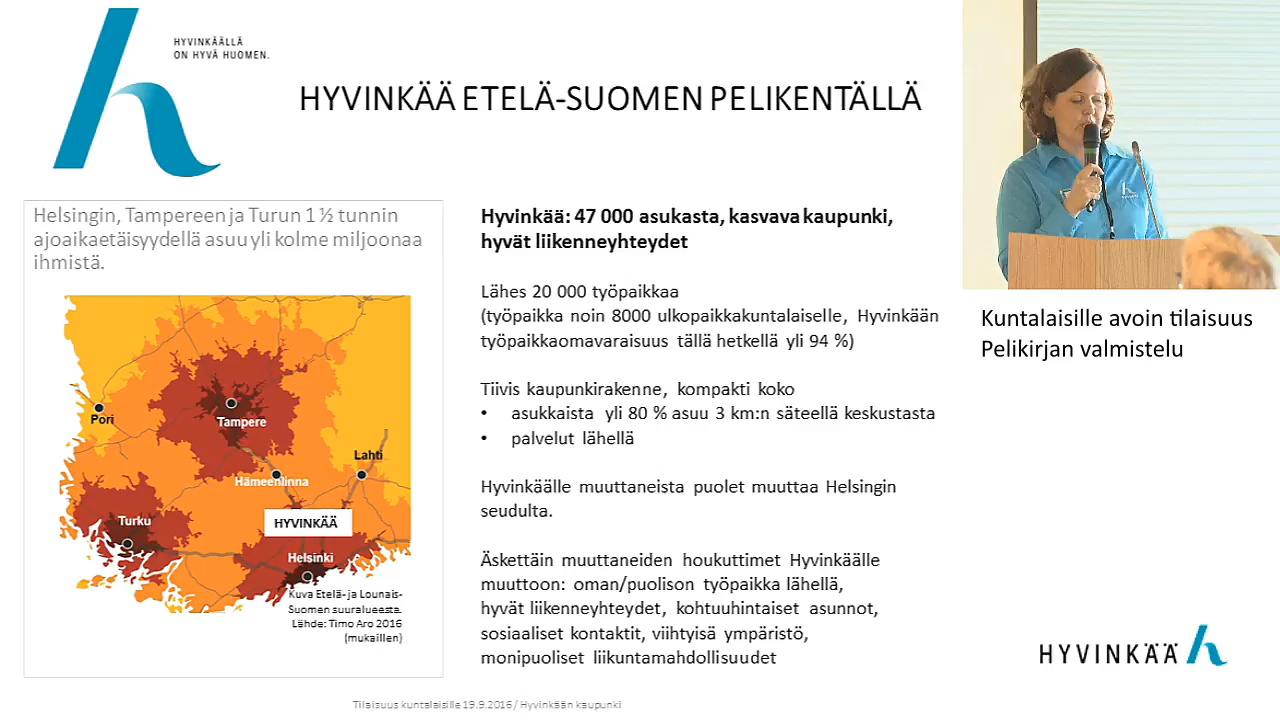 HYVINKÄÄLLÄ
ON HYVÄ HUOMEN.
HYVINKÄÄ ETELÄ-SUOMEN PELIKENTÄLLÄ
Helsingin, Tampereen ja Turun 1 ½ tunnin
ajoaikaetäisyydellä asuu yli kolme miljoonaa
ihmistä.
Pori
Tampere
Lahti
Hämeenlinna
Turku
HYVINKÄÄ
Helsinki
Kuva Etelä- ja Lounais-
Suomen suuralueesta.
Lähde: Timo Aro 2016
(mukaillen)
Hyvinkää: 47 000 asukasta, kasvava kaupunki,
hyvät liikenneyhteydet
Lähes 20 000 työpaikkaa
(työpaikka noin 8000 ulkopaikkakuntalaiselle, Hyvinkään
työpaikkaomavaraisuus tällä hetkellä yli 94 %)
Tiivis kaupunkirakenne, kompakti koko
• asukkaista yli 80 % asuu 3 km:n säteellä keskustasta
• palvelut lähellä
Hyvinkäälle muuttaneista puolet muuttaa Helsingin
seudulta.
Äskettäin muuttaneiden houkuttimet Hyvinkäälle
muuttoon: oman/puolison työpaikka lähellä,
hyvät liikenneyhteydet, kohtuuhintaiset asunnot,
sosiaaliset kontaktit, viihtyisä ympäristö,
monipuoliset liikuntamahdollisuudet
Kuntalaisille avoin tilaisuus
Pelikirjan valmistelu
HYVINKÄÄ
Tilaisuus kuntalaisille 19.9.2016 / Hyvinkään kaupunki